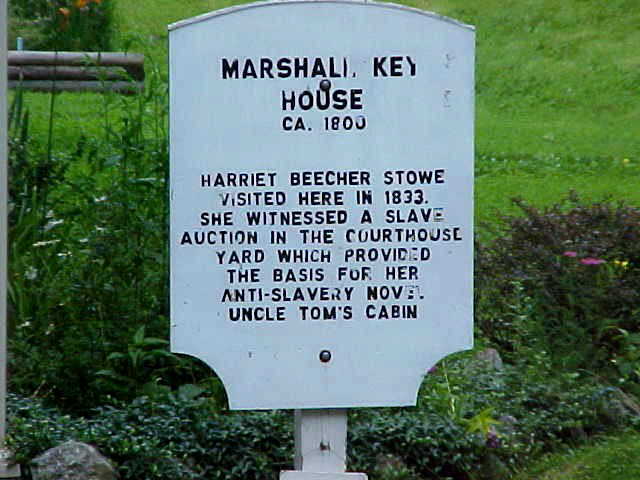 MARSHALL KEY
HOUSE
CA. 1800
HARRIET BEECHER STOWE
VISITED HERE IN 1833.
SHE WITNESSED A SLAVE
AUCTION IN THE COURTHOUSE
YARD WHICH PROVIDED
THE BASIS FOR HER
ANTI-SLAVERY NOVEL
UNCLE TOM'S CABIN